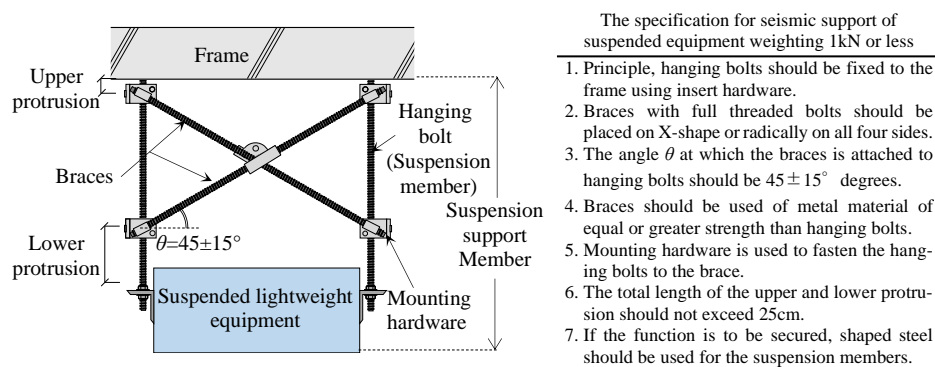 Frame
Upper
protrusion
Hanging
bolt
(Suspension
member)
Braces
Suspension
support
Member
Lower
protrusion
θ=45±15°
Suspended lightweight
equipment
Mounting
hardware
The specification for seismic support of
suspended equipment weighting 1kN or less
1. Principle, hanging bolts should be fixed to the
frame using insert hardware.
2. Braces with full threaded bolts should be
placed on X-shape or radically on all four sides.
3. The angle θ at which the braces is attached to
hanging bolts should be 45±15° degrees.
4. Braces should be used of metal material of
equal or greater strength than hanging bolts.
5. Mounting hardware is used to fasten the hang-
ing bolts to the brace.
6. The total length of the upper and lower protru-
sion should not exceed 25cm.
7. If the function is to be secured, shaped steel
should be used for the suspension members.